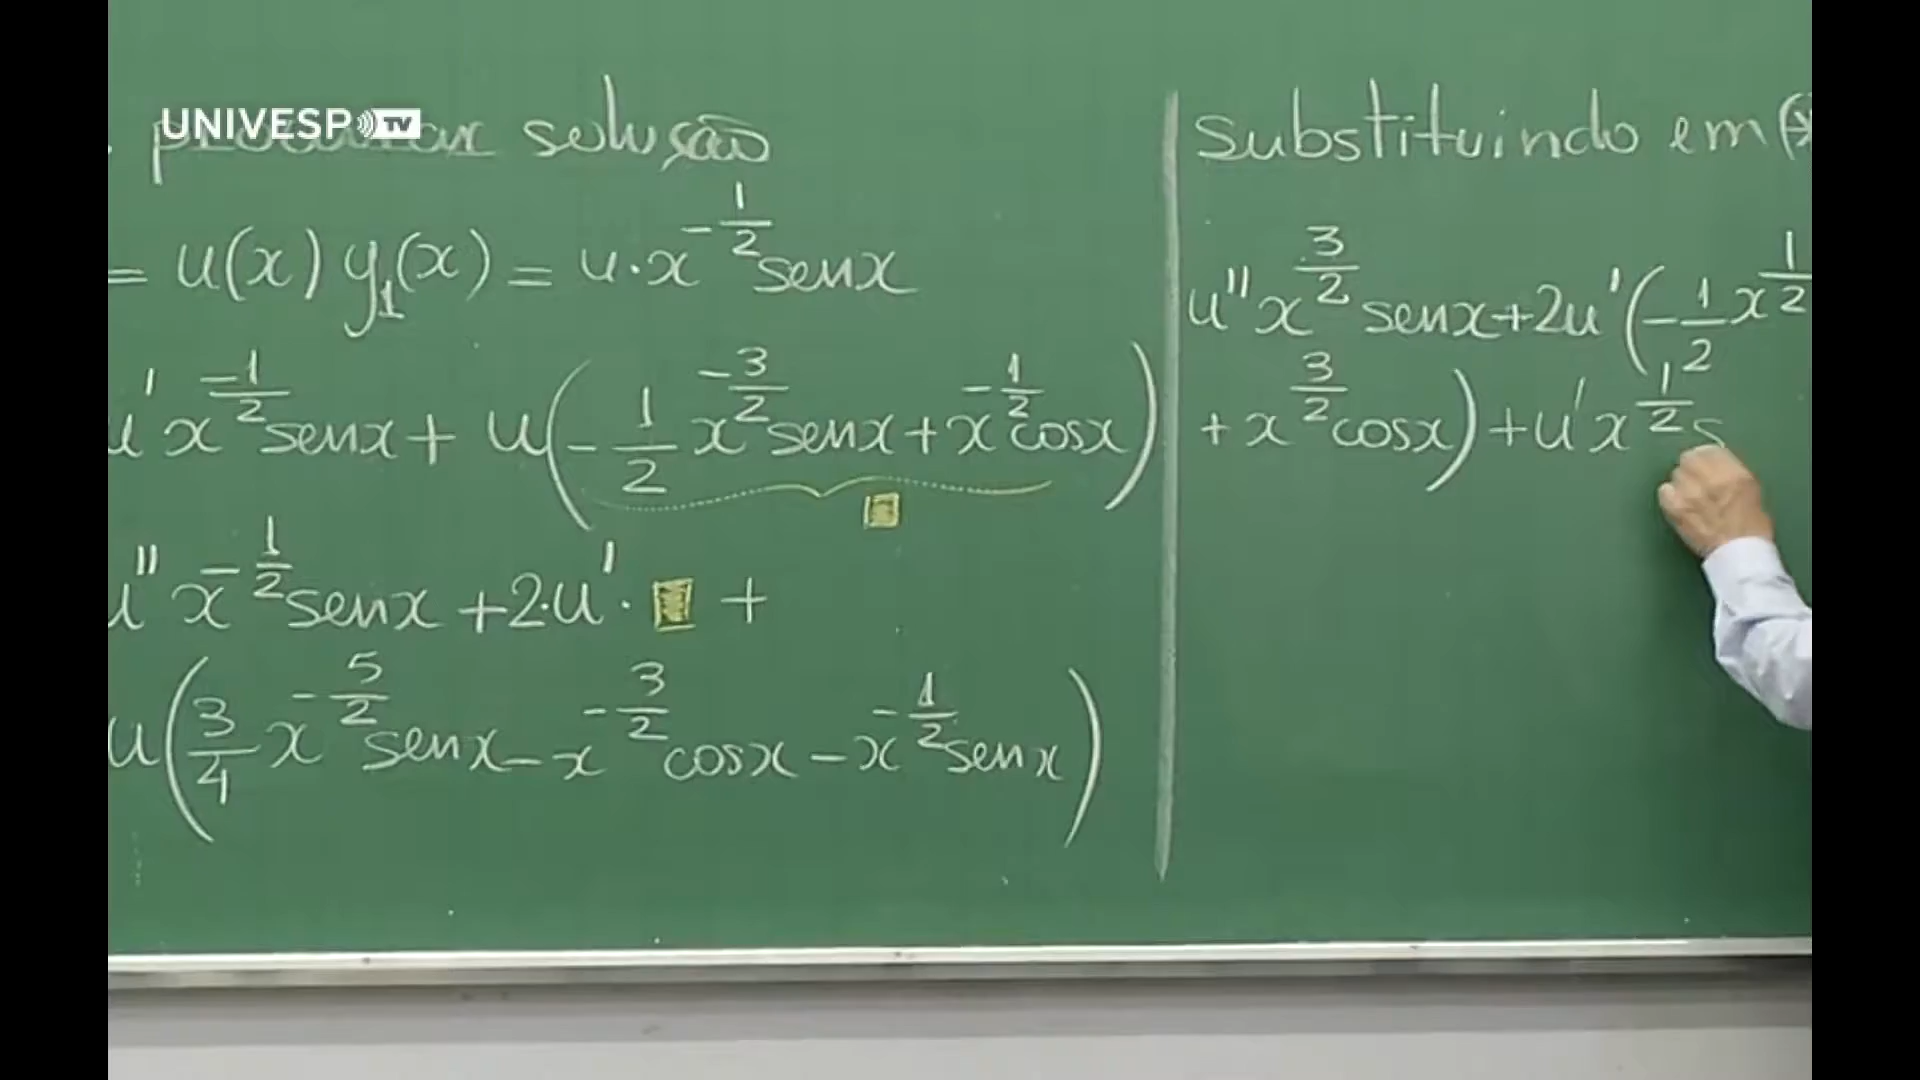 UNIVESP TV
procurar solução
= u(x) y₁(x) = u·x^{-1/2} senx
u' x^{-1/2} senx + u(-1/2 x^{-3/2} senx + x^{-1/2} cosx)
u'' x^{-1/2} senx + 2·u' · □ +
u(3/4 x^{-5/2} senx - x^{-3/2} cosx - x^{-1/2} senx)
substituindo em (
u'' x^{3/2} senx + 2u' (-1/2 x^{1/2}
+ x^{3/2} cosx) + u' x^{1/2} s